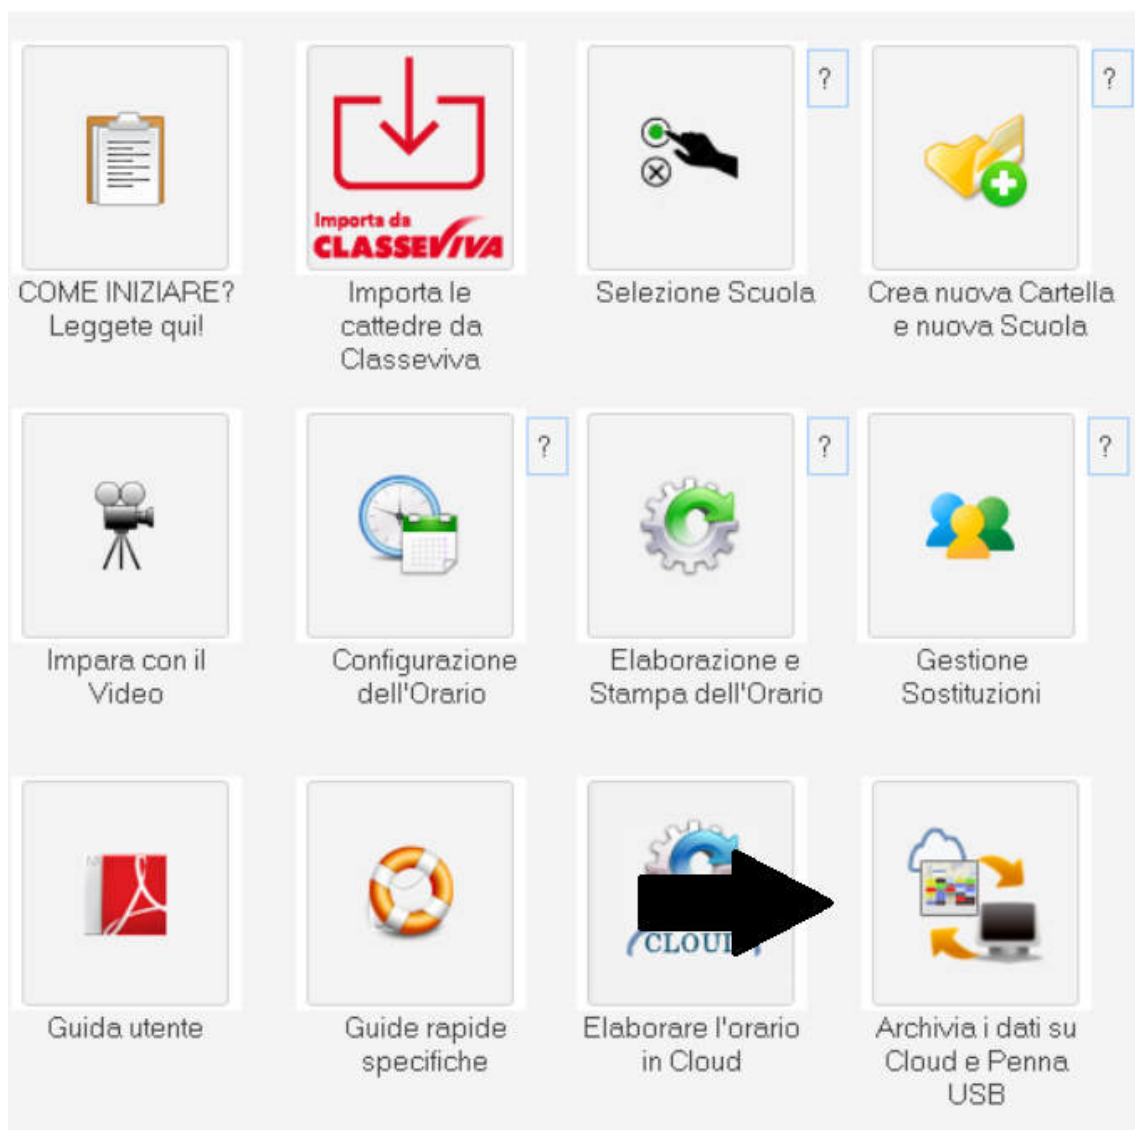 ?
?
Importa da
CLASSEVIVA
COME INIZIARE?
Leggete qui!
Importa le
cattedre da
Classeviva
Selezione Scuola
Crea nuova Cartella
e nuova Scuola
?
?
?
Impara con il
Video
Configurazione
dell'Orario
Elaborazione e
Stampa dell'Orario
Gestione
Sostituzioni
Guida utente
Guide rapide
specifiche
CLOUD
Elaborare l'orario
in Cloud
Archivia i dati su
Cloud e Penna
USB